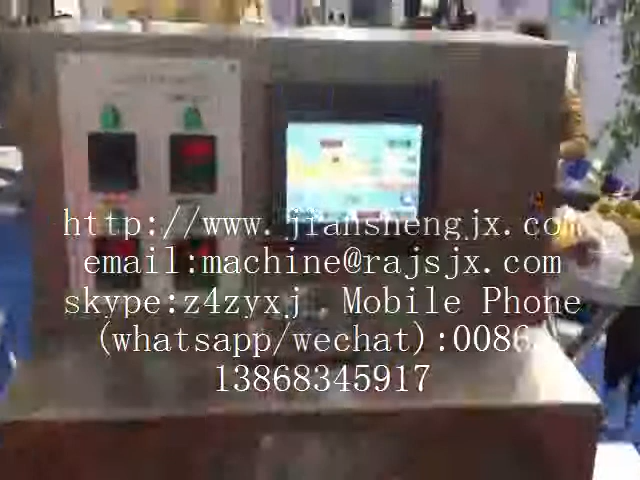 http://www.jianshengjx.com
email:machine@rajsjx.com
skype:z4zyxj，Mobile Phone
(whatsapp/wechat):0086-
13868345917